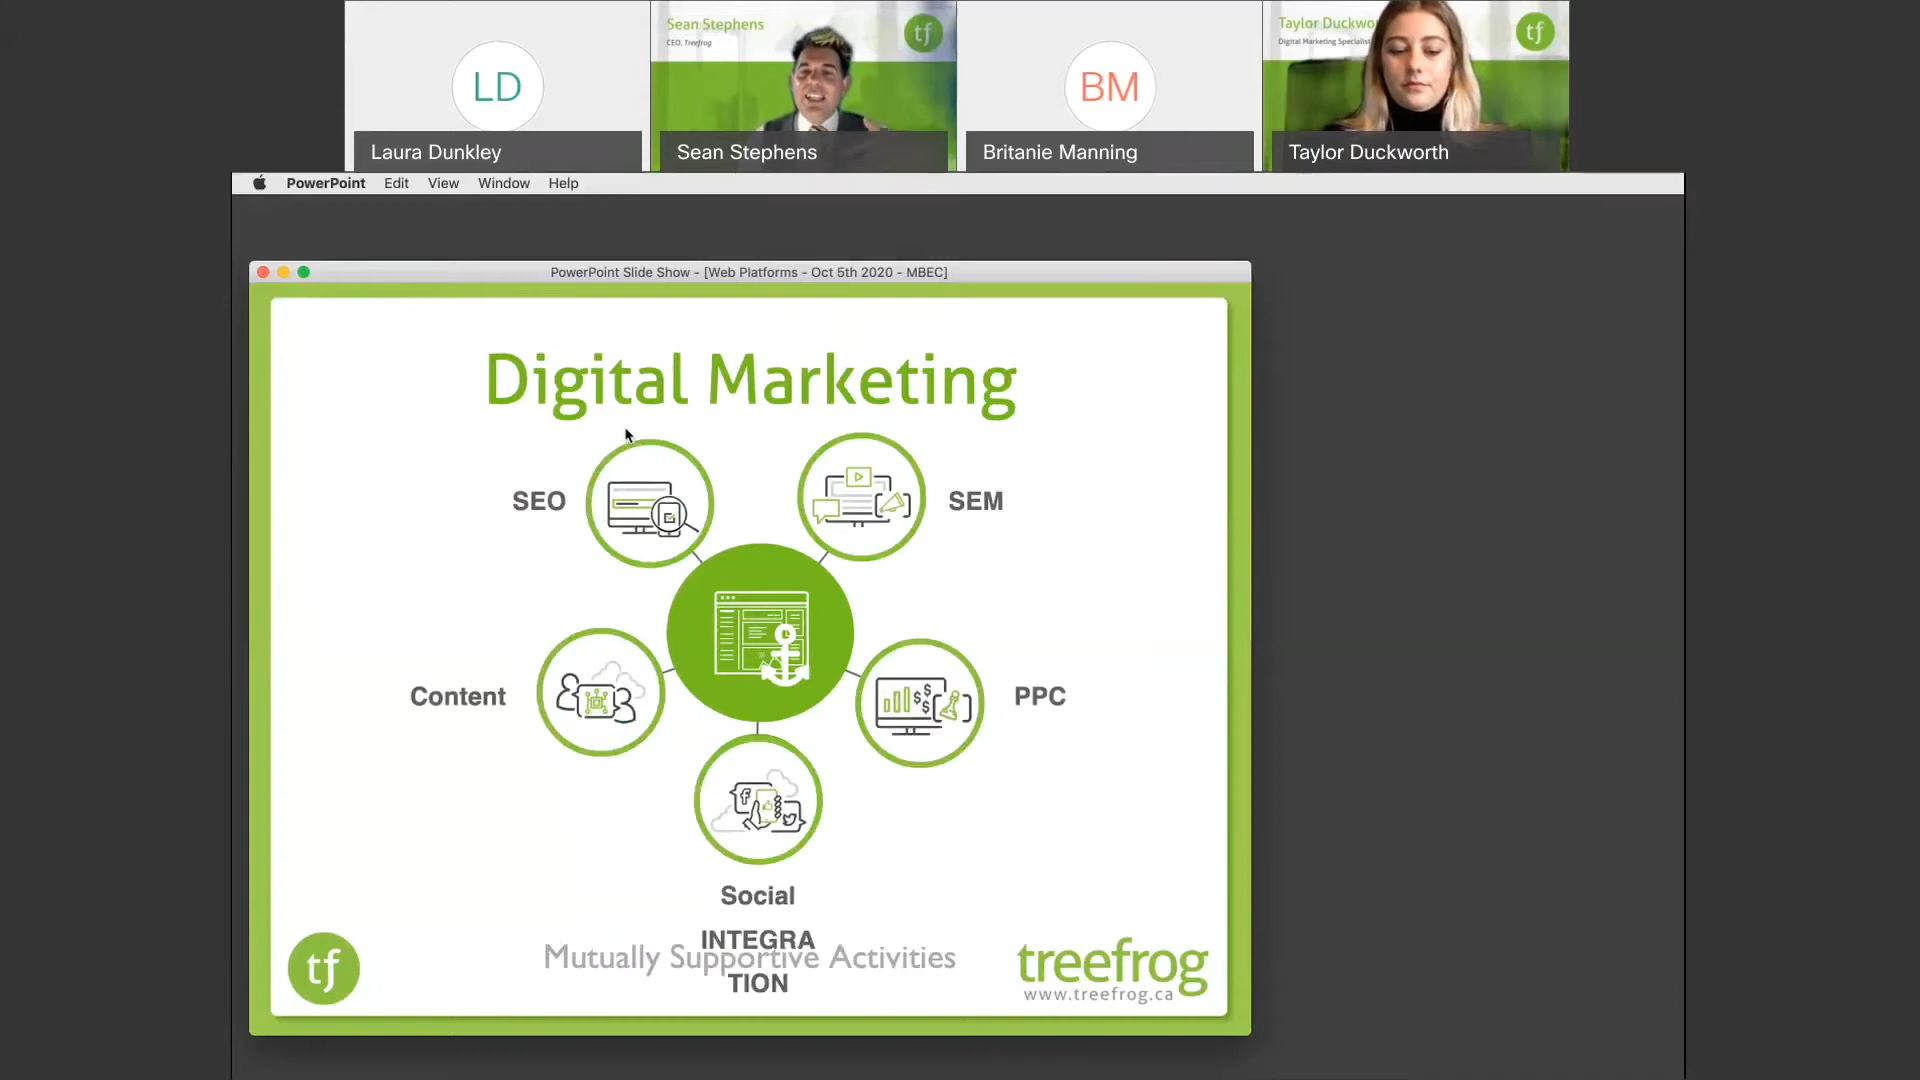 LD
Laura Dunkley
Sean Stephens
CEO, Treefrog
tf
Sean Stephens
BM
Britanie Manning
Taylor Duckwo
Digital Marketing Specialist
tf
Taylor Duckworth
PowerPoint Edit View Window Help
PowerPoint Slide Show - [Web Platforms - Oct 5th 2020 - MBEC]
Digital Marketing
SEO
SEM
Content
PPC
Social
INTEGRA
TION
Mutually Supportive Activities
tf
treefrog
www.treefrog.ca